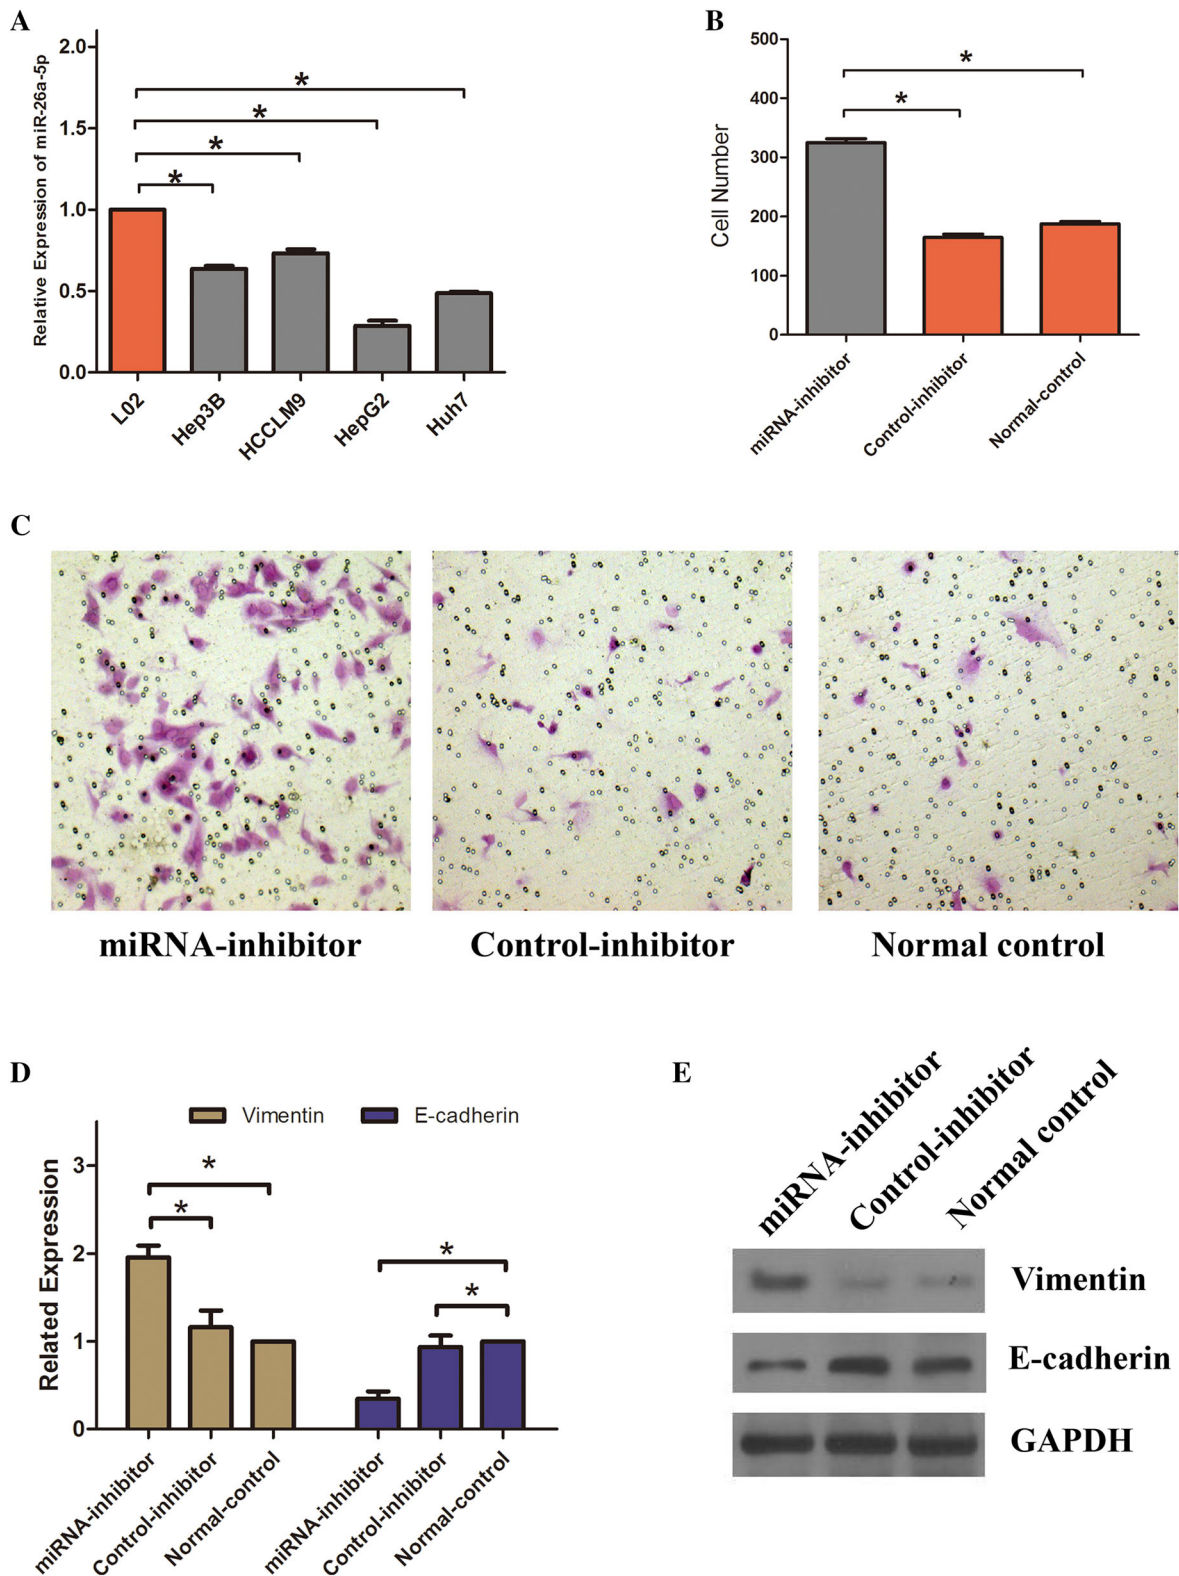 A
Relative Expression of miR-26a-5p
2.0
1.5
1.0
0.5
0.0
*
*
*
*
L02
Hep3B
HCCLM9
HepG2
Huh7
B
Cell Number
500
400
300
200
100
0
*
*
miRNA-inhibitor
Control-inhibitor
Normal-control
C
miRNA-inhibitor
Control-inhibitor
Normal control
D
Vimentin
E-cadherin
Related Expression
3
2
1
0
*
*
*
*
miRNA-inhibitor
Control-inhibitor
Normal-control
miRNA-inhibitor
Control-inhibitor
Normal-control
E
miRNA-inhibitor
Control-inhibitor
Normal control
Vimentin
E-cadherin
GAPDH